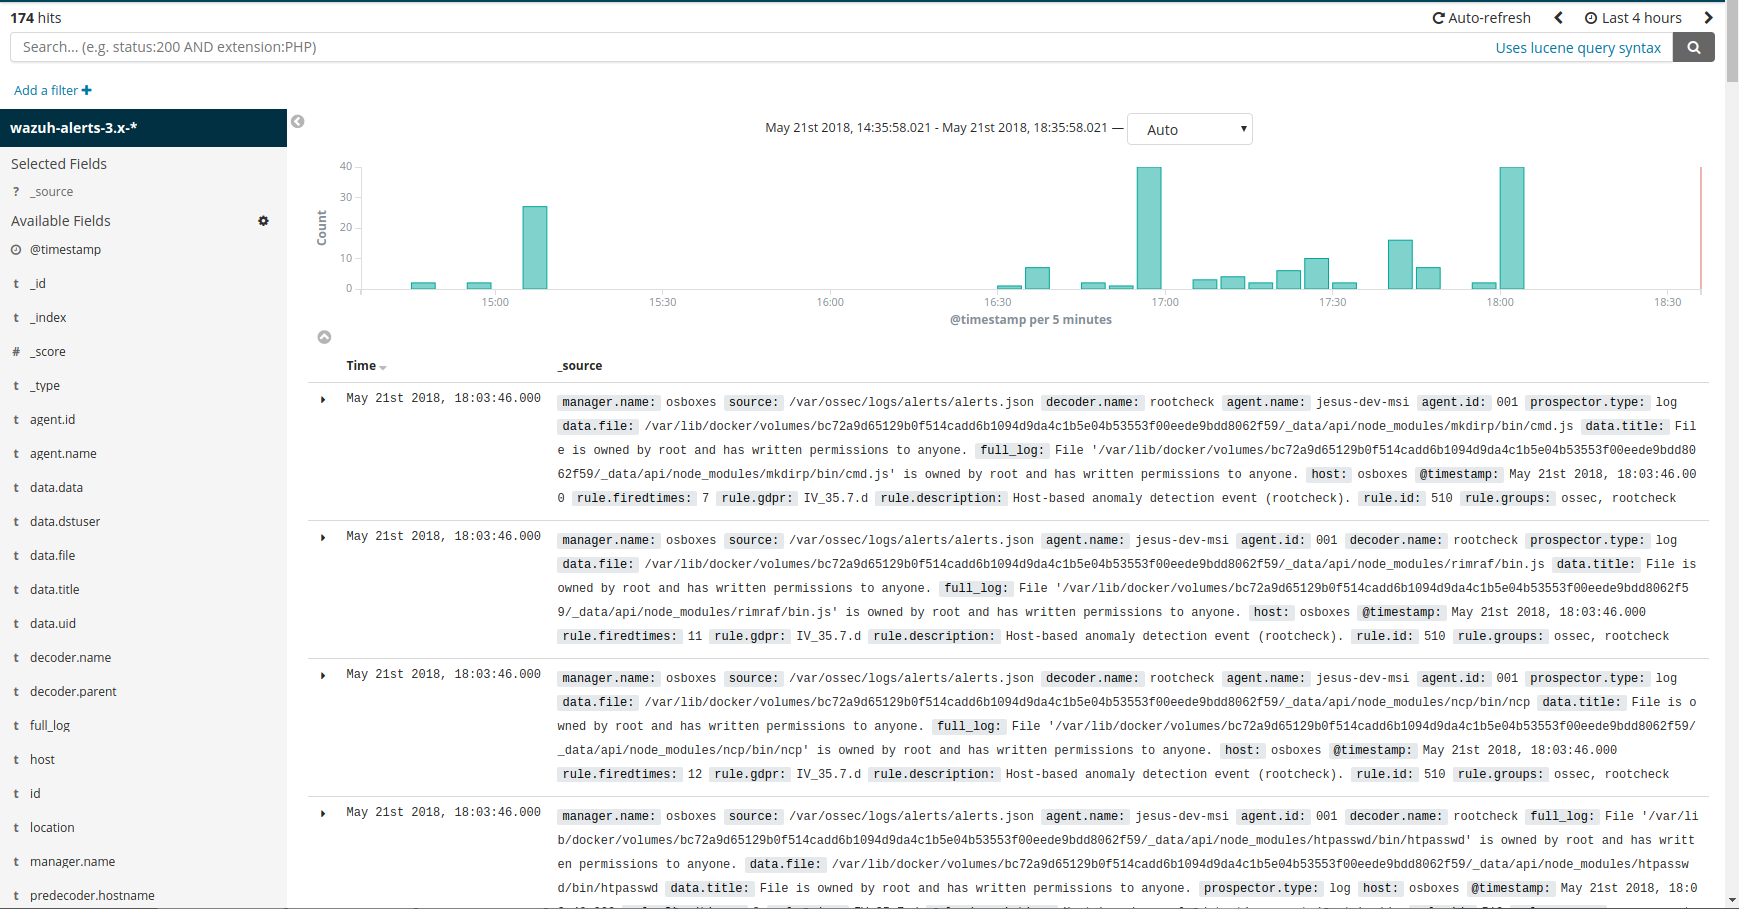 174 hits
Auto-refresh
Last 4 hours
Search... (e.g. status:200 AND extension:PHP)
Uses lucene query syntax
Add a filter +
wazuh-alerts-3.x-*
Selected Fields
? _source
Available Fields
@timestamp
t _id
t _index
# _score
t _type
t agent.id
t agent.name
t data.data
t data.dstuser
t data.file
t data.title
t data.uid
t decoder.name
t decoder.parent
t full_log
t host
t id
t location
t manager.name
t predecoder.hostname
May 21st 2018, 14:35:58.021 - May 21st 2018, 18:35:58.021 —
Auto
Count
40
30
20
10
0
15:00
15:30
16:00
16:30
17:00
17:30
18:00
18:30
@timestamp per 5 minutes
Time
_source
May 21st 2018, 18:03:46.000
manager.name: osboxes source: /var/ossec/logs/alerts/alerts.json decoder.name: rootcheck agent.name: jesus-dev-msi agent.id: 001 prospector.type: log
data.file: /var/lib/docker/volumes/bc72a9d65129b0f514cadd6b1094d9da4c1b5e04b53553f00eede9bdd8062f59/_data/api/node_modules/mkdirp/bin/cmd.js data.title: Fil
e is owned by root and has written permissions to anyone. full_log: File '/var/lib/docker/volumes/bc72a9d65129b0f514cadd6b1094d9da4c1b5e04b53553f00eede9bdd80
62f59/_data/api/node_modules/mkdirp/bin/cmd.js' is owned by root and has written permissions to anyone. host: osboxes @timestamp: May 21st 2018, 18:03:46.00
0 rule.firedtimes: 7 rule.gdpr: IV_35.7.d rule.description: Host-based anomaly detection event (rootcheck). rule.id: 510 rule.groups: ossec, rootcheck
May 21st 2018, 18:03:46.000
manager.name: osboxes source: /var/ossec/logs/alerts/alerts.json agent.name: jesus-dev-msi agent.id: 001 decoder.name: rootcheck prospector.type: log
data.file: /var/lib/docker/volumes/bc72a9d65129b0f514cadd6b1094d9da4c1b5e04b53553f00eede9bdd8062f59/_data/api/node_modules/rimraf/bin.js data.title: File is
owned by root and has written permissions to anyone. full_log: File '/var/lib/docker/volumes/bc72a9d65129b0f514cadd6b1094d9da4c1b5e04b53553f00eede9bdd8062f5
9/_data/api/node_modules/rimraf/bin.js' is owned by root and has written permissions to anyone. host: osboxes @timestamp: May 21st 2018, 18:03:46.000
rule.firedtimes: 11 rule.gdpr: IV_35.7.d rule.description: Host-based anomaly detection event (rootcheck). rule.id: 510 rule.groups: ossec, rootcheck
May 21st 2018, 18:03:46.000
manager.name: osboxes source: /var/ossec/logs/alerts/alerts.json decoder.name: rootcheck agent.name: jesus-dev-msi agent.id: 001 prospector.type: log
data.file: /var/lib/docker/volumes/bc72a9d65129b0f514cadd6b1094d9da4c1b5e04b53553f00eede9bdd8062f59/_data/api/node_modules/ncp/bin/ncp data.title: File is o
wned by root and has written permissions to anyone. full_log: File '/var/lib/docker/volumes/bc72a9d65129b0f514cadd6b1094d9da4c1b5e04b53553f00eede9bdd8062f59/
_data/api/node_modules/ncp/bin/ncp' is owned by root and has written permissions to anyone. host: osboxes @timestamp: May 21st 2018, 18:03:46.000
rule.firedtimes: 12 rule.gdpr: IV_35.7.d rule.description: Host-based anomaly detection event (rootcheck). rule.id: 510 rule.groups: ossec, rootcheck
May 21st 2018, 18:03:46.000
manager.name: osboxes source: /var/ossec/logs/alerts/alerts.json agent.name: jesus-dev-msi agent.id: 001 decoder.name: rootcheck full_log: File '/var/li
b/docker/volumes/bc72a9d65129b0f514cadd6b1094d9da4c1b5e04b53553f00eede9bdd8062f59/_data/api/node_modules/htpasswd/bin/htpasswd' is owned by root and has writt
en permissions to anyone. data.file: /var/lib/docker/volumes/bc72a9d65129b0f514cadd6b1094d9da4c1b5e04b53553f00eede9bdd8062f59/_data/api/node_modules/htpassw
d/bin/htpasswd data.title: File is owned by root and has written permissions to anyone. prospector.type: log host: osboxes @timestamp: May 21st 2018, 18:0